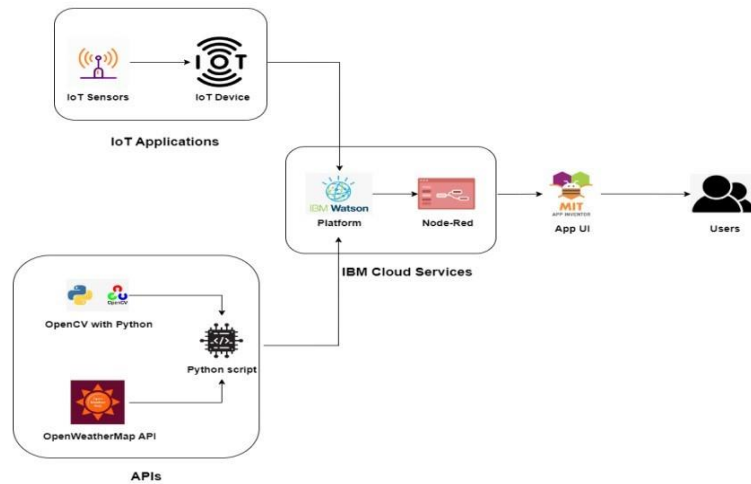 IoT
IoT Sensors
IoT Device
IoT Applications
IBM Watson
Platform
Node-Red
IBM Cloud Services
MIT
APP INVENTOR
App UI
Users
OpenCV
OpenCV with Python
</>
Python script
OpenWeatherMap API
APIs